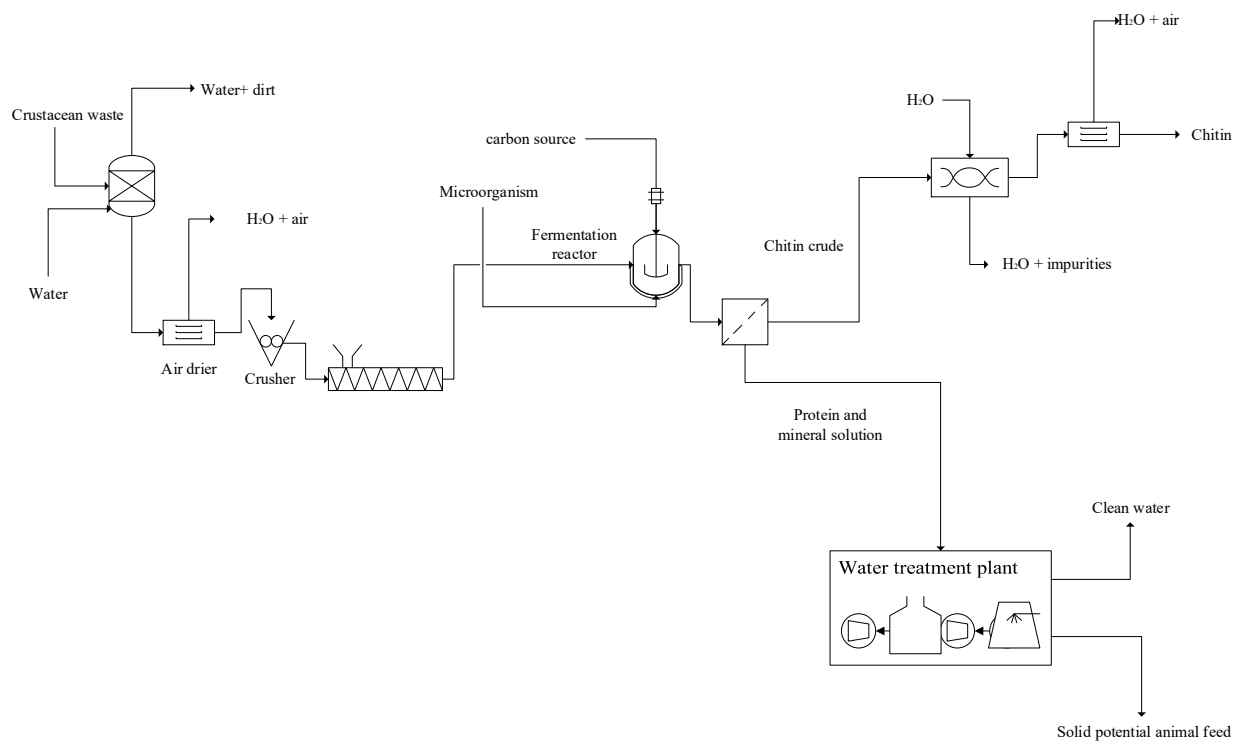 H₂O + air
Water+ dirt
Crustacean waste
H₂O
carbon source
Chitin
Microorganism
H₂O + air
Fermentation
reactor
Chitin crude
H₂O + impurities
Water
Air drier
Crusher
Protein and
mineral solution
Clean water
Water treatment plant
Solid potential animal feed